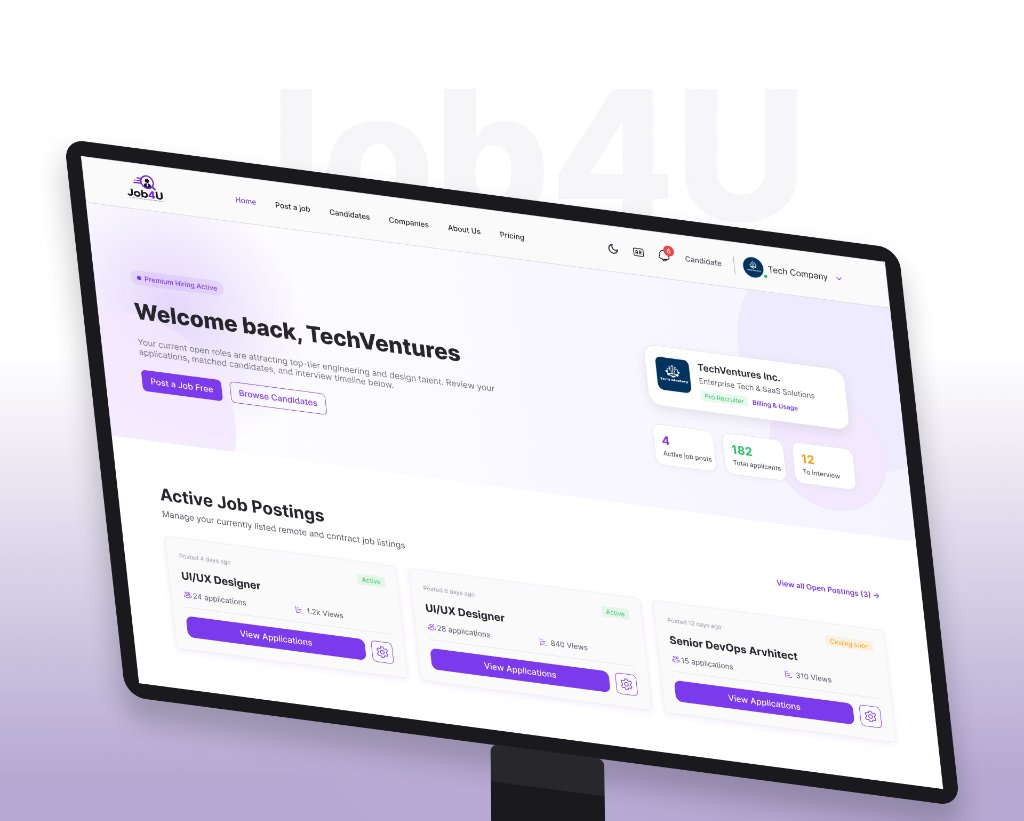 Job4U
Job4U
Home
Post a job
Candidates
Companies
About Us
Pricing
6
Candidate
Tech Company
Premium Hiring Active
Welcome back, TechVentures
Your current open roles are attracting top-tier engineering and design talent. Review your
applications, matched candidates, and interview timeline below.
Post a Job Free
Browse Candidates
TechVentures Inc.
Enterprise Tech & SaaS Solutions
Pro Recruiter
Billing & Usage
4
Active job posts
182
Total applicants
12
To Interview
Active Job Postings
Manage your currently listed remote and contract job listings
View all Open Postings (3) →
Posted 4 days ago
Active
UI/UX Designer
24 applications
1.2k Views
View Applications
Posted 6 days ago
Active
UI/UX Designer
28 applications
840 Views
View Applications
Posted 12 days ago
Closing soon
Senior DevOps Arvhitect
15 applications
310 Views
View Applications